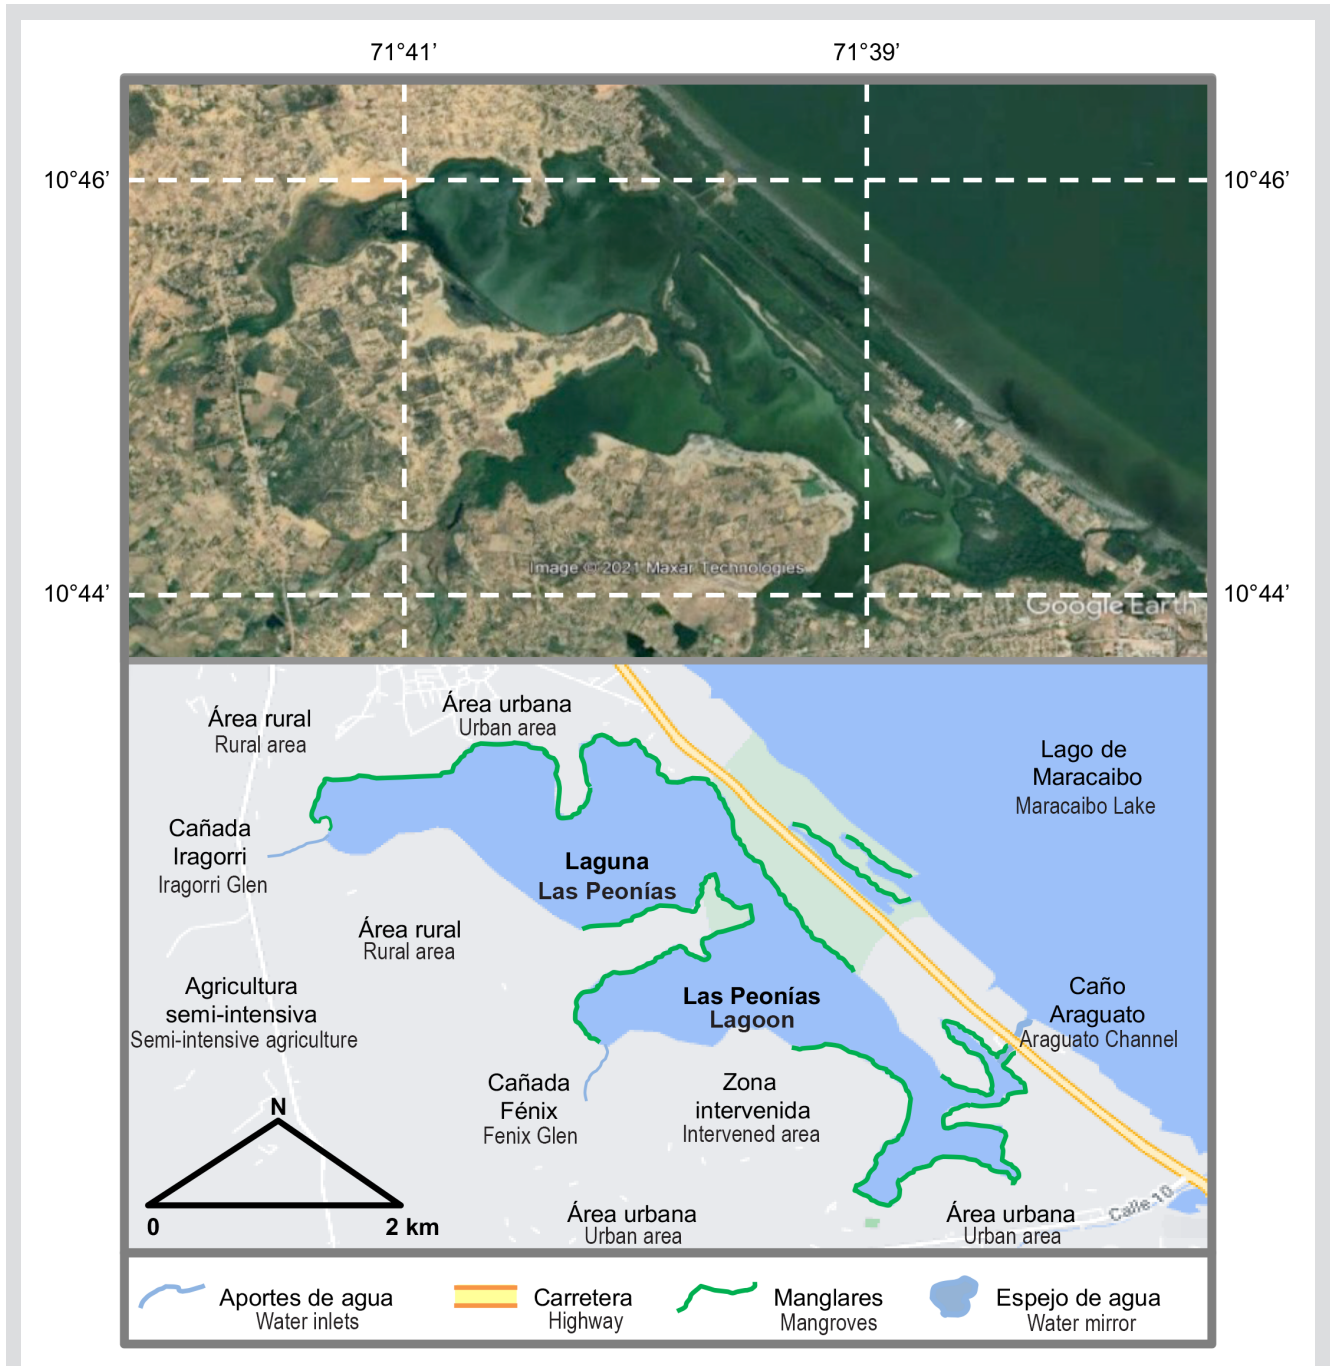 71°41’
71°39’
10°46’
10°46’
Image © 2021 Maxar Technologies
10°44’
10°44’
Google Earth
Área rural
Rural area
Área urbana
Urban area
Lago de
Maracaibo
Maracaibo Lake
Cañada
Iragorri
Iragorri Glen
Laguna
Las Peonías
Área rural
Rural area
Agricultura
semi-intensiva
Semi-intensive agriculture
Las Peonías
Lagoon
Caño
Araguato
Araguato Channel
Cañada
Fénix
Fenix Glen
Zona
intervenida
Intervened area
N
0
2 km
Área urbana
Urban area
Área urbana
Urban area
Calle 10
Aportes de agua
Water inlets
Carretera
Highway
Manglares
Mangroves
Espejo de agua
Water mirror